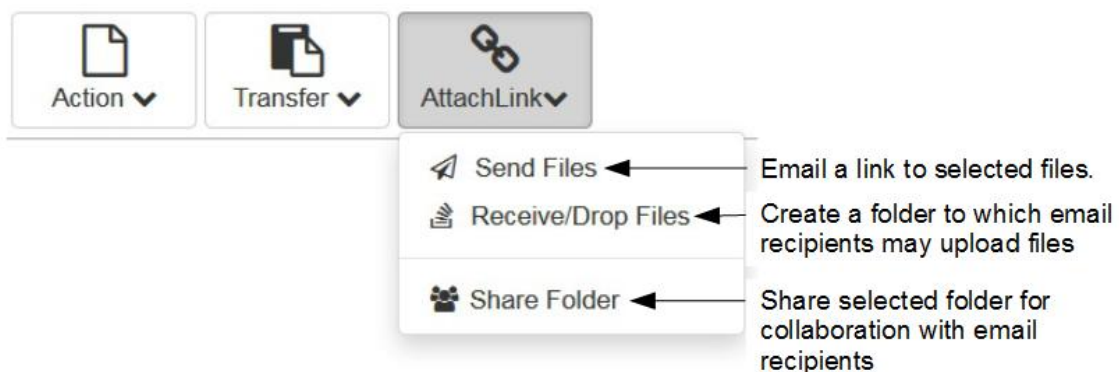 Action
Transfer
AttachLink
Send Files
Email a link to selected files.
Receive/Drop Files
Create a folder to which email
recipients may upload files
Share Folder
Share selected folder for
collaboration with email
recipients